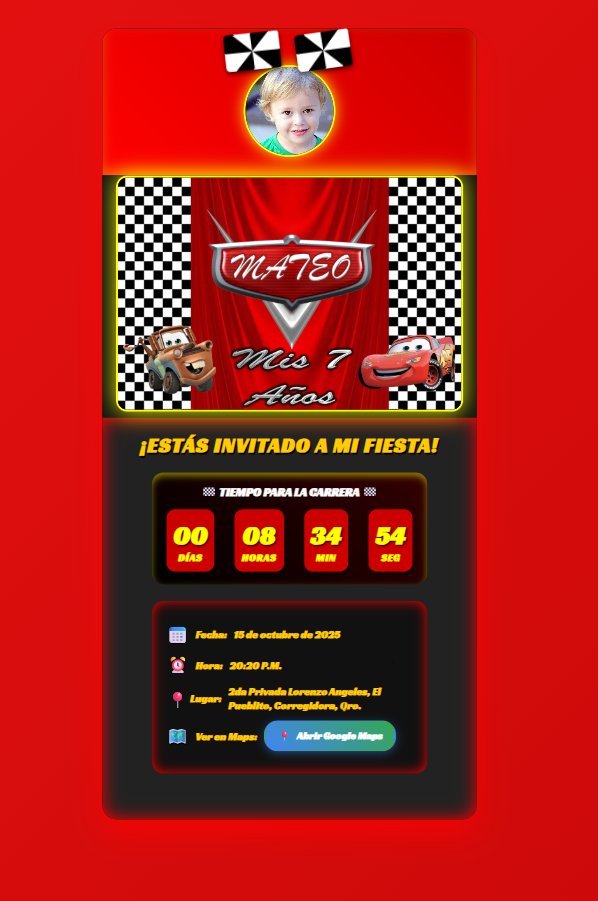 MATEO
Mis 7
Años
¡ESTÁS INVITADO A MI FIESTA!
TIEMPO PARA LA CARRERA
00 08 34 54
DÍAS HORAS MIN SEG
Fecha: 15 de octubre de 2025
Hora: 20:20 P.M.
Lugar: 2da Privada Lorenzo Angeles, El
Pueblito, Corregidora, Qro.
Ver en Maps: Abrir Google Maps